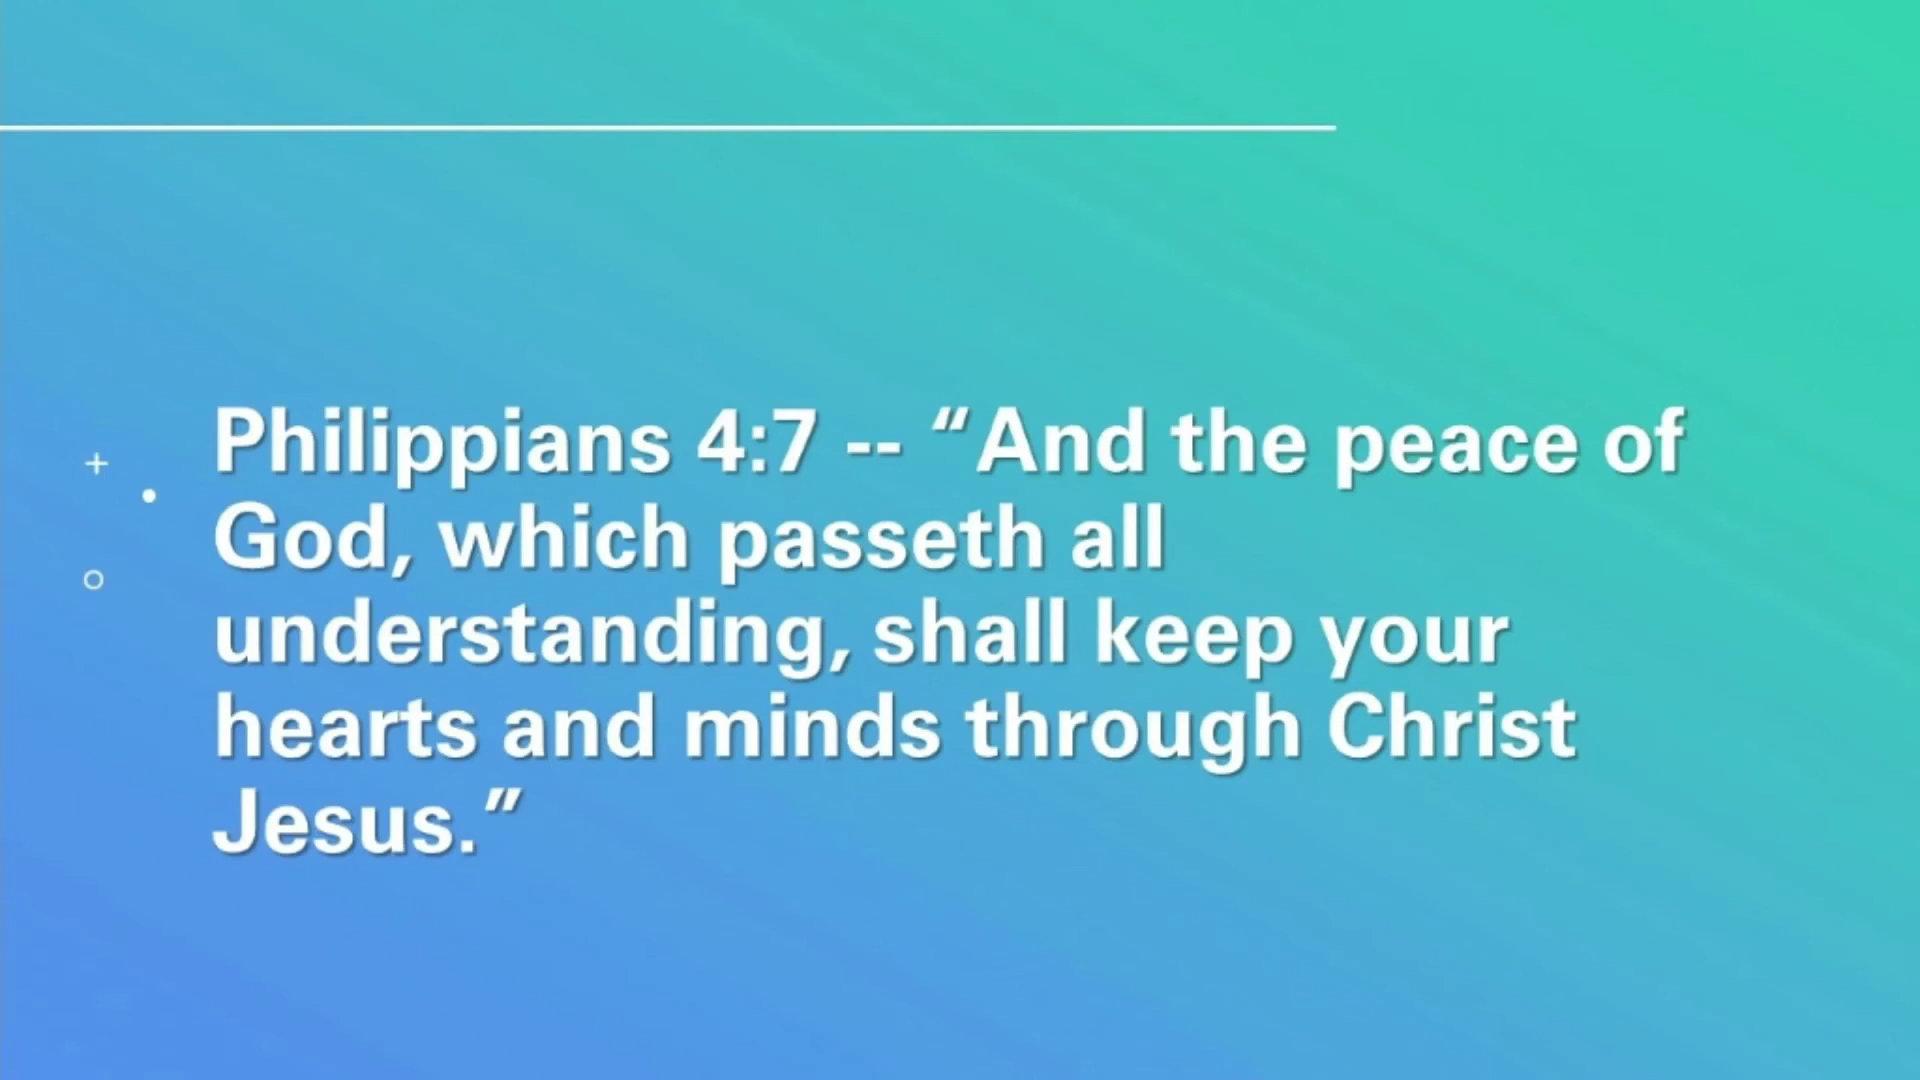 Philippians 4:7 -- “And the peace of
God, which passeth all
understanding, shall keep your
hearts and minds through Christ
Jesus.”